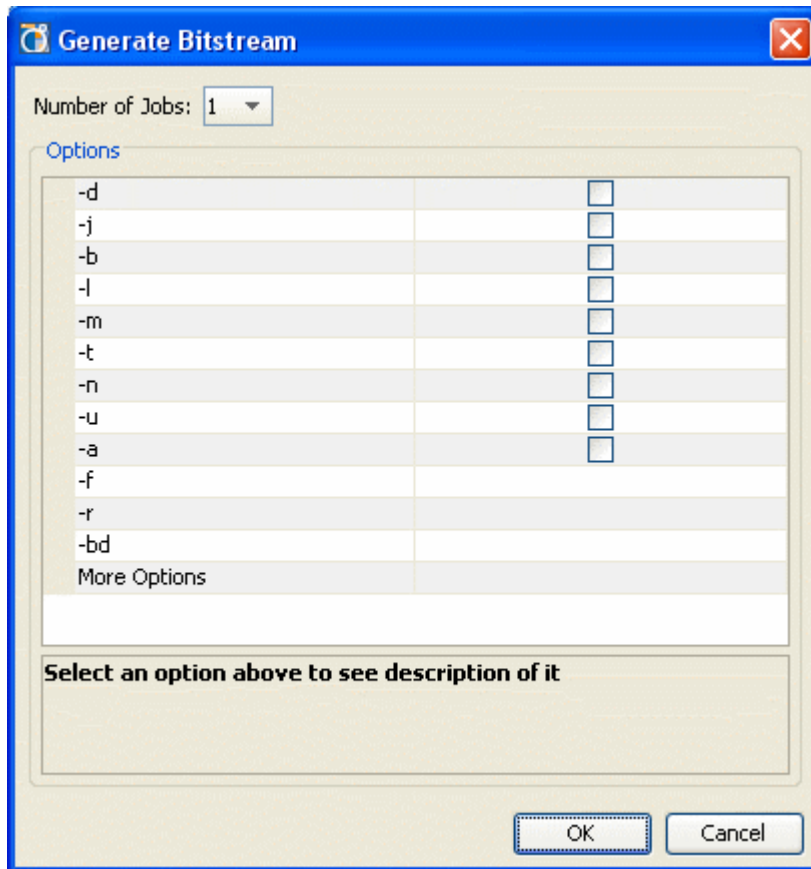 Generate Bitstream
Number of Jobs: 1
Options
-d
-j
-b
-l
-m
-t
-n
-u
-a
-f
-r
-bd
More Options
Select an option above to see description of it
OK Cancel